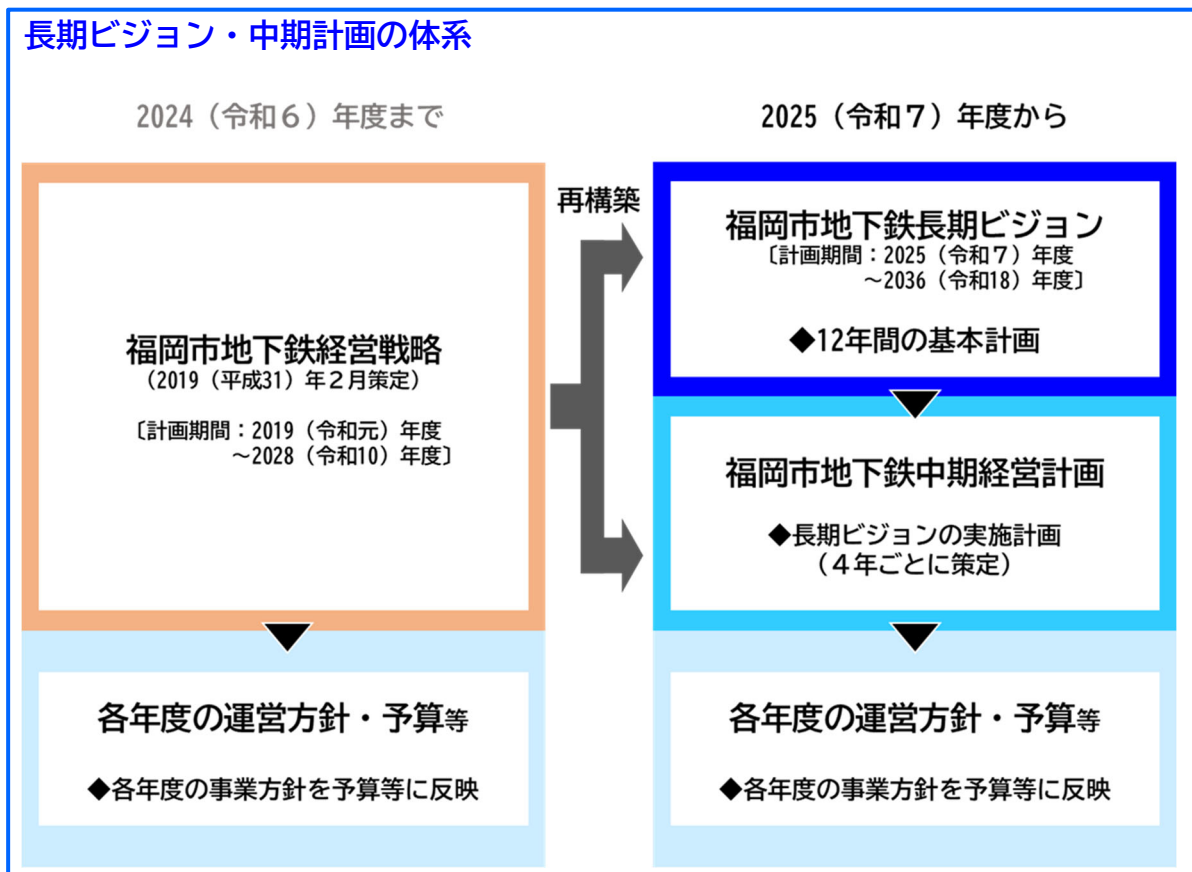 長期ビジョン・中期計画の体系
2024（令和６）年度まで
福岡市地下鉄経営戦略
(2019（平成31）年２月策定)
〔計画期間：2019（令和元）年度
～2028（令和10）年度〕
各年度の運営方針・予算等
◆各年度の事業方針を予算等に反映
再構築
2025（令和７）年度から
福岡市地下鉄長期ビジョン
〔計画期間：2025（令和７）年度
～2036（令和18）年度〕
◆12年間の基本計画
福岡市地下鉄中期経営計画
◆長期ビジョンの実施計画
（４年ごとに策定）
各年度の運営方針・予算等
◆各年度の事業方針を予算等に反映